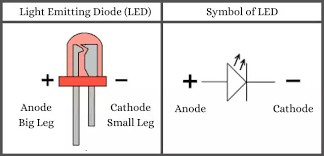 Light Emitting Diode (LED)
Symbol of LED
+
−
+
−
Anode
Big Leg
Cathode
Small Leg
Anode
Cathode